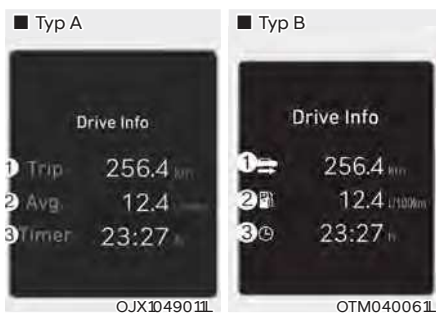 ■ Typ A
Drive Info
1 Trip 256.4 km
2 Avg. 12.4
3 Timer 23:27 h
OJX1049011L
■ Typ B
Drive Info
1 256.4 km
2 12.4 L/100km
3 23:27 h
OTM040061L